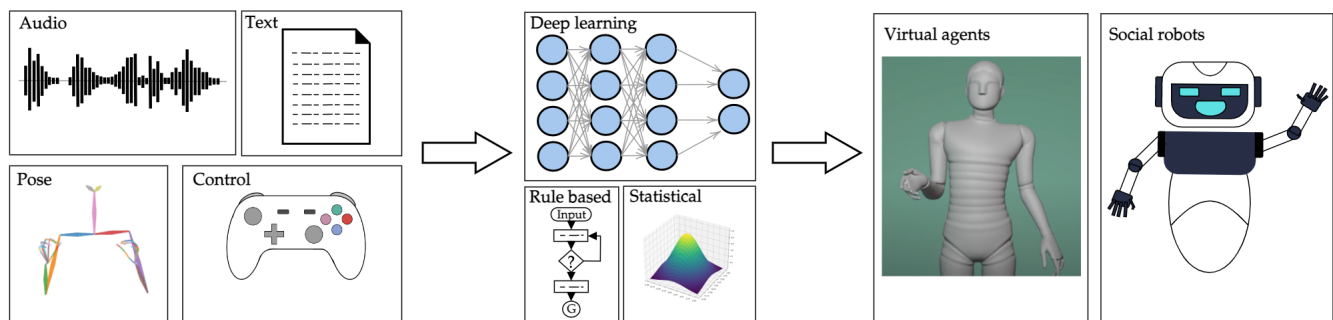 Audio
Text
Pose
Control
Deep learning
Rule based
Input
?
G
Statistical
Virtual agents
Social robots